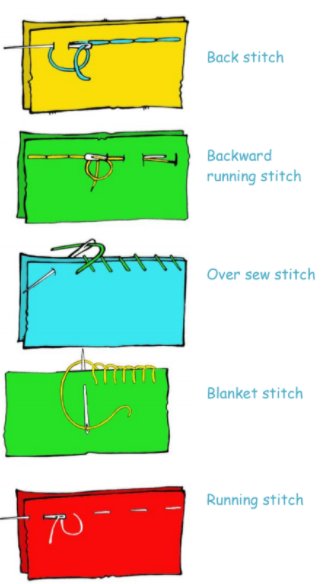 Back stitch
Backward
running stitch
Over sew stitch
Blanket stitch
Running stitch